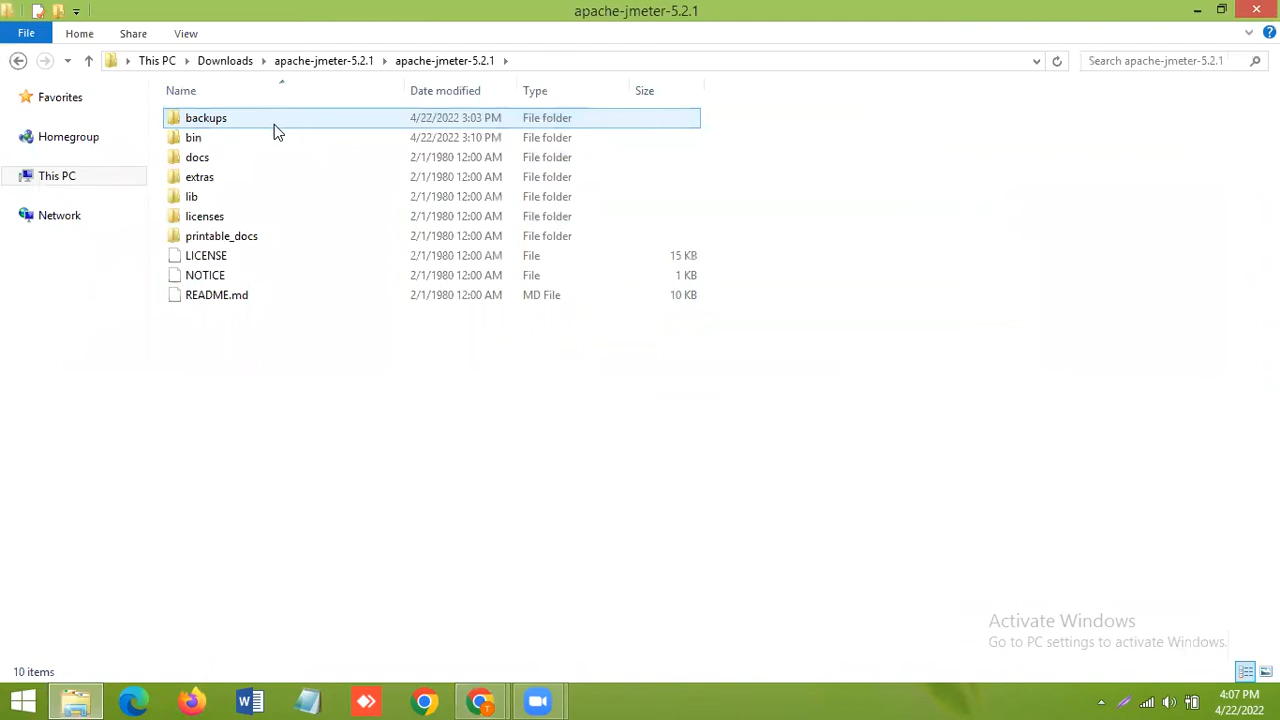 apache-jmeter-5.2.1
File Home Share View
This PC Downloads apache-jmeter-5.2.1 apache-jmeter-5.2.1 Search apache-jmeter-5.2.1
Name Date modified Type Size
Favorites
Homegroup
This PC
Network
backups 4/22/2022 3:03 PM File folder
bin 4/22/2022 3:10 PM File folder
docs 2/1/1980 12:00 AM File folder
extras 2/1/1980 12:00 AM File folder
lib 2/1/1980 12:00 AM File folder
licenses 2/1/1980 12:00 AM File folder
printable_docs 2/1/1980 12:00 AM File folder
LICENSE 2/1/1980 12:00 AM File 15 KB
NOTICE 2/1/1980 12:00 AM File 1 KB
README.md 2/1/1980 12:00 AM MD File 10 KB
Activate Windows
Go to PC settings to activate Windows.
10 items
4:07 PM
4/22/2022